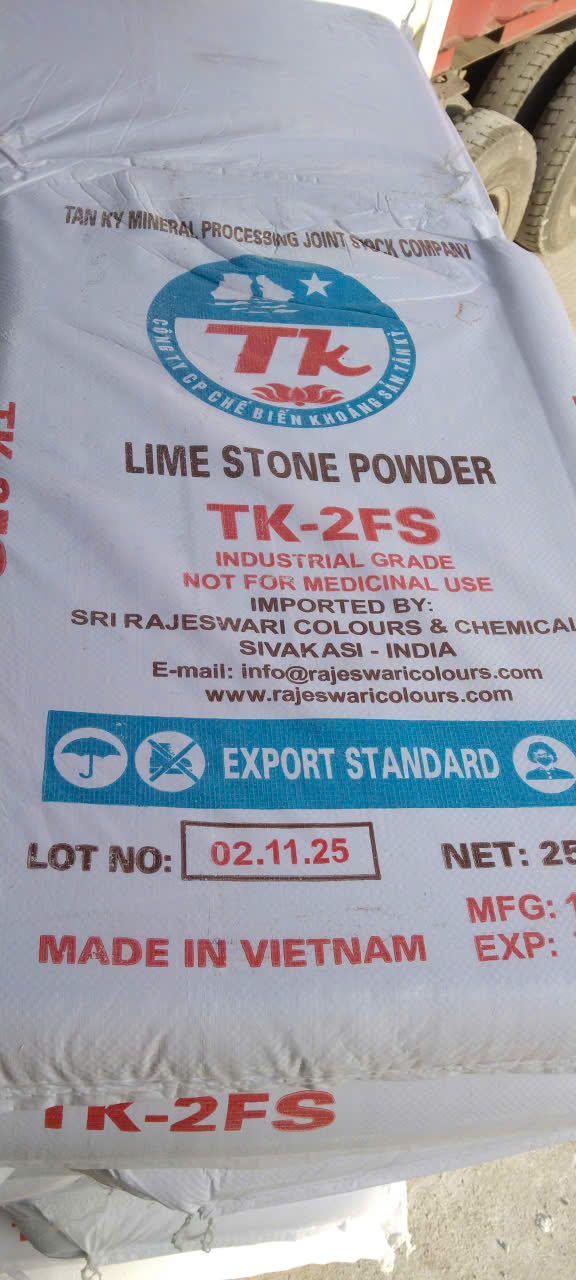 TAN KY MINERAL PROCESSING JOINT STOCK COMPANY
Tk
CÔNG TY CP CHẾ BIẾN KHOÁNG SẢN TÂN KỲ
LIME STONE POWDER
TK-2FS
INDUSTRIAL GRADE
NOT FOR MEDICINAL USE
IMPORTED BY:
SRI RAJESWARI COLOURS & CHEMICAL
SIVAKASI - INDIA
E-mail: info@rajeswaricolours.com
www.rajeswaricolours.com
EXPORT STANDARD
LOT NO: 02.11.25
NET: 25
MFG: 1
MADE IN VIETNAM
EXP:
TK-2FS